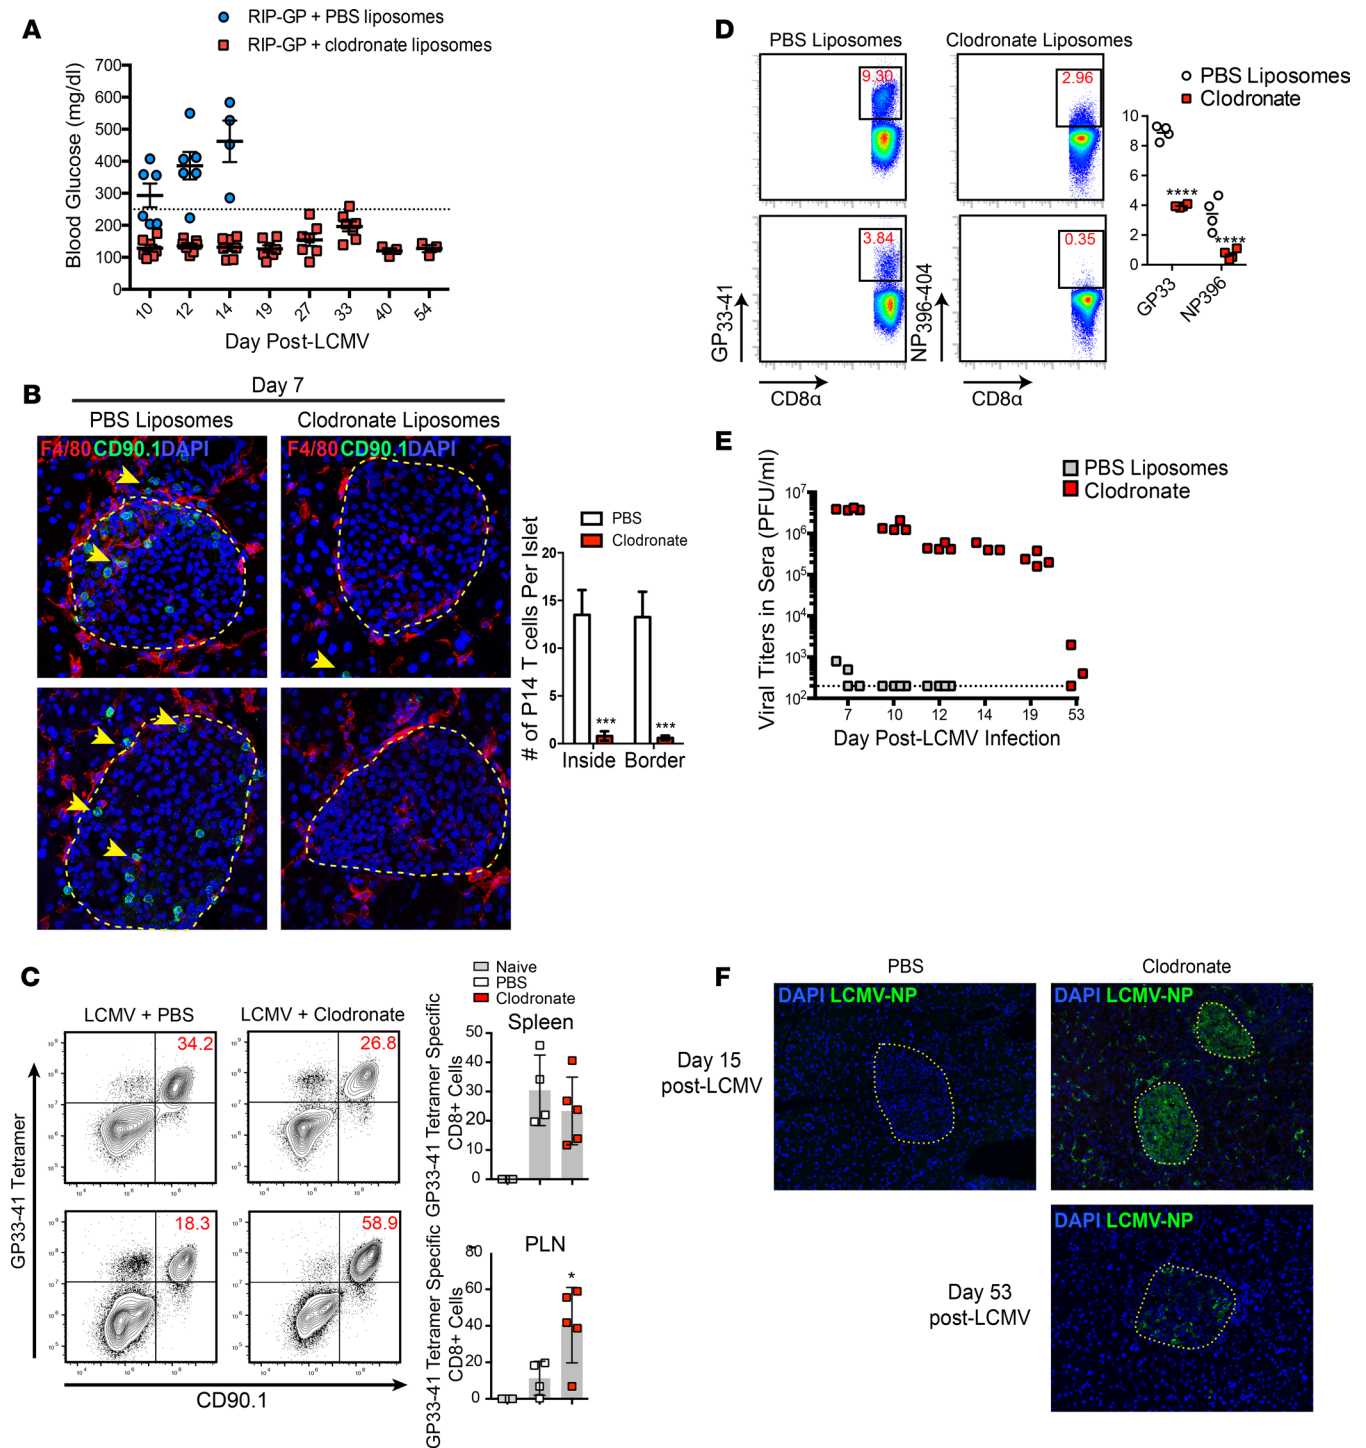 A
RIP-GP + PBS liposomes
RIP-GP + clodronate liposomes
Blood Glucose (mg/dl)
700
600
500
400
300
200
100
0
10 12 14 19 27 33 40 54
Day Post-LCMV
B
Day 7
PBS Liposomes Clodronate Liposomes
F4/80 CD90.1 DAPI F4/80 CD90.1 DAPI
# of P14 T cells Per Islet
PBS
Clodronate
20
15
10
5
0
*** ***
Inside Border
C
LCMV + PBS LCMV + Clodronate
34.2 26.8
18.3 58.9
GP33-41 Tetramer
10⁹
10⁸
10⁷
10⁶
10⁵
10⁴ 10⁶ 10⁸
CD90.1
Naive
PBS
Clodronate
Spleen
GP33-41 Tetramer Specific
CD8+ Cells
50
40
30
20
10
0
PLN
GP33-41 Tetramer Specific
CD8+ Cells
80
60
40
20
0
*
D
PBS Liposomes Clodronate Liposomes
9.30 2.96
3.84 0.35
GP33-41
NP396-404
CD8α CD8α
PBS Liposomes
Clodronate
10
8
6
4
2
0
**** ****
GP33 NP396
E
PBS Liposomes
Clodronate
Viral Titers in Sera (PFU/ml)
10⁷
10⁶
10⁵
10⁴
10³
10²
7 10 12 14 19 53
Day Post-LCMV Infection
F
PBS Clodronate
DAPI LCMV-NP DAPI LCMV-NP
Day 15
post-LCMV
DAPI LCMV-NP
Day 53
post-LCMV